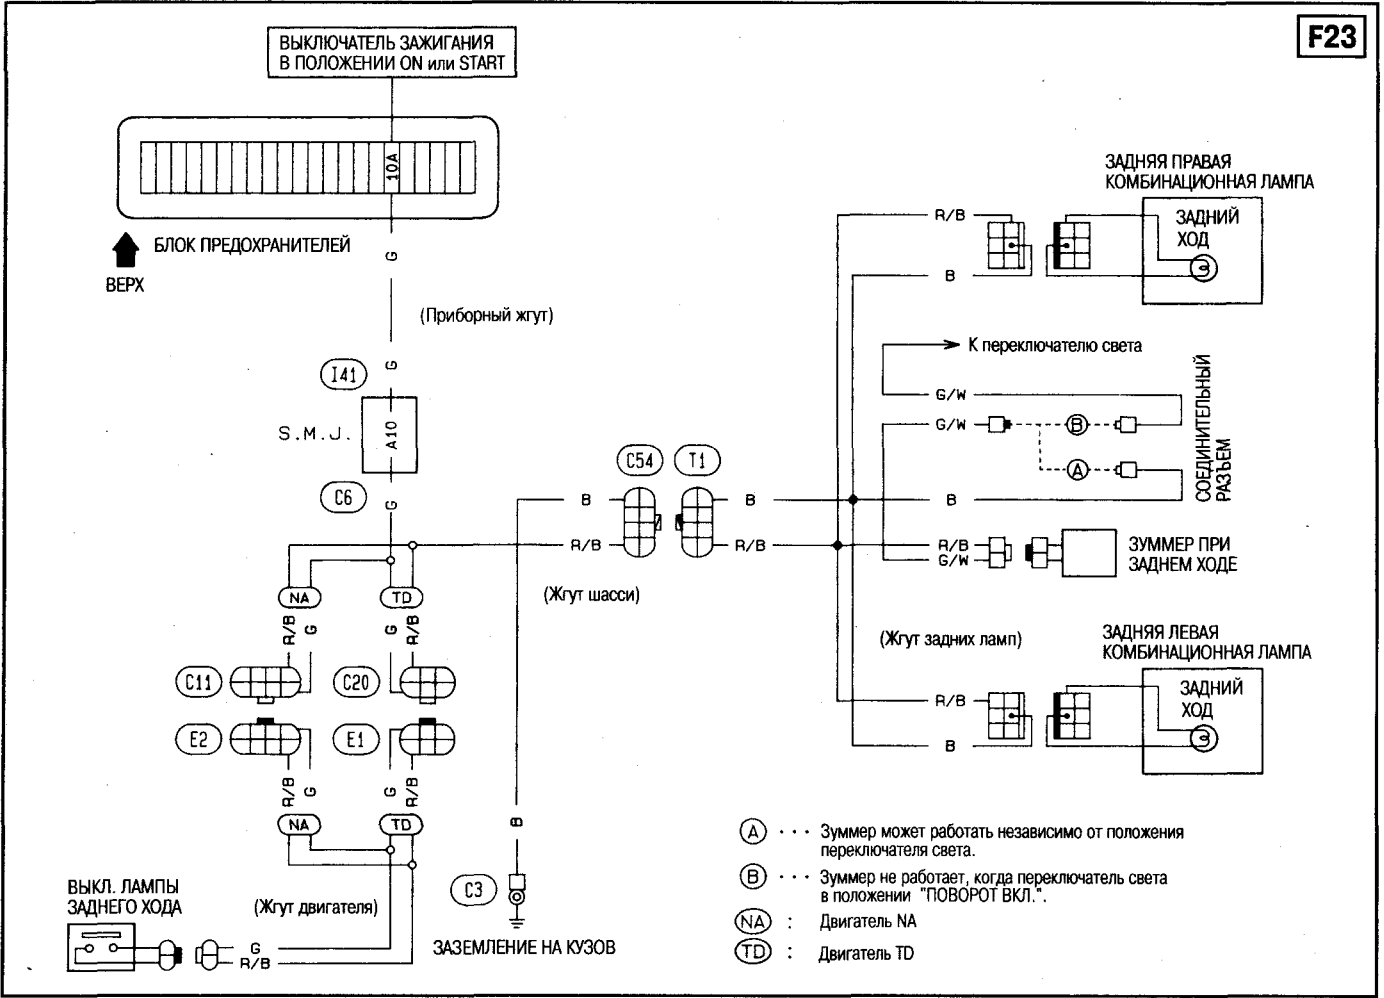 F23
ВЫКЛЮЧАТЕЛЬ ЗАЖИГАНИЯ
В ПОЛОЖЕНИИ ON или START
10A
БЛОК ПРЕДОХРАНИТЕЛЕЙ
ВЕРХ
G
(Приборный жгут)
G
I41
S.M.J.
A10
C6
G
NA
TD
R/B
G
G
R/B
C11
C20
E2
E1
R/B
G
G
R/B
NA
TD
ВЫКЛ. ЛАМПЫ
ЗАДНЕГО ХОДА
(Жгут двигателя)
G
R/B
C54
T1
B
B
R/B
R/B
(Жгут шасси)
B
C3
ЗАЗЕМЛЕНИЕ НА КУЗОВ
ЗАДНЯЯ ПРАВАЯ
КОМБИНАЦИОННАЯ ЛАМПА
R/B
B
ЗАДНИЙ
ХОД
К переключателю света
G/W
G/W
B
A
B
СОЕДИНИТЕЛЬНЫЙ
РАЗЪЕМ
R/B
G/W
ЗУММЕР ПРИ
ЗАДНЕМ ХОДЕ
(Жгут задних ламп)
ЗАДНЯЯ ЛЕВАЯ
КОМБИНАЦИОННАЯ ЛАМПА
R/B
B
ЗАДНИЙ
ХОД
A ··· Зуммер может работать независимо от положения
переключателя света.
B ··· Зуммер не работает, когда переключатель света
в положении "ПОВОРОТ ВКЛ.".
NA : Двигатель NA
TD : Двигатель TD